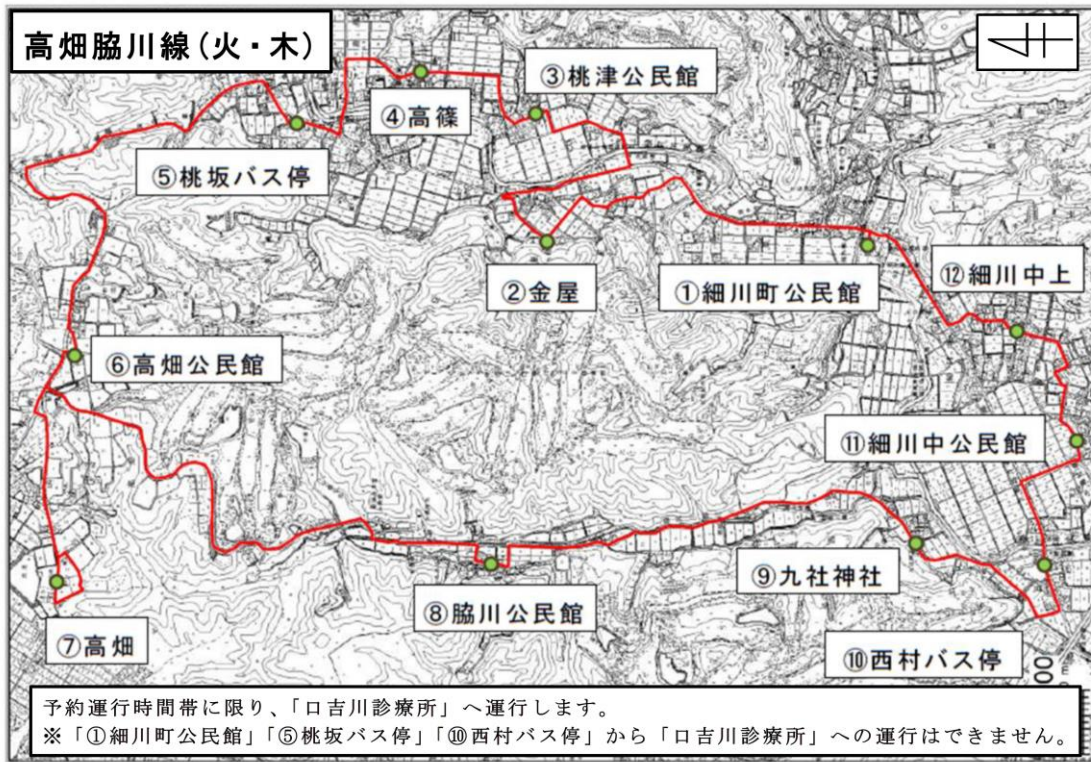 高畑脇川線(火・木)
③桃津公民館
④高篠
⑤桃坂バス停
②金屋
①細川町公民館
⑫細川中上
⑥高畑公民館
⑪細川中公民館
⑨九社神社
⑧脇川公民館
⑦高畑
⑩西村バス停
00
予約運行時間帯に限り、「口吉川診療所」へ運行します。
※「①細川町公民館」「⑤桃坂バス停」「⑩西村バス停」から「口吉川診療所」への運行はできません。